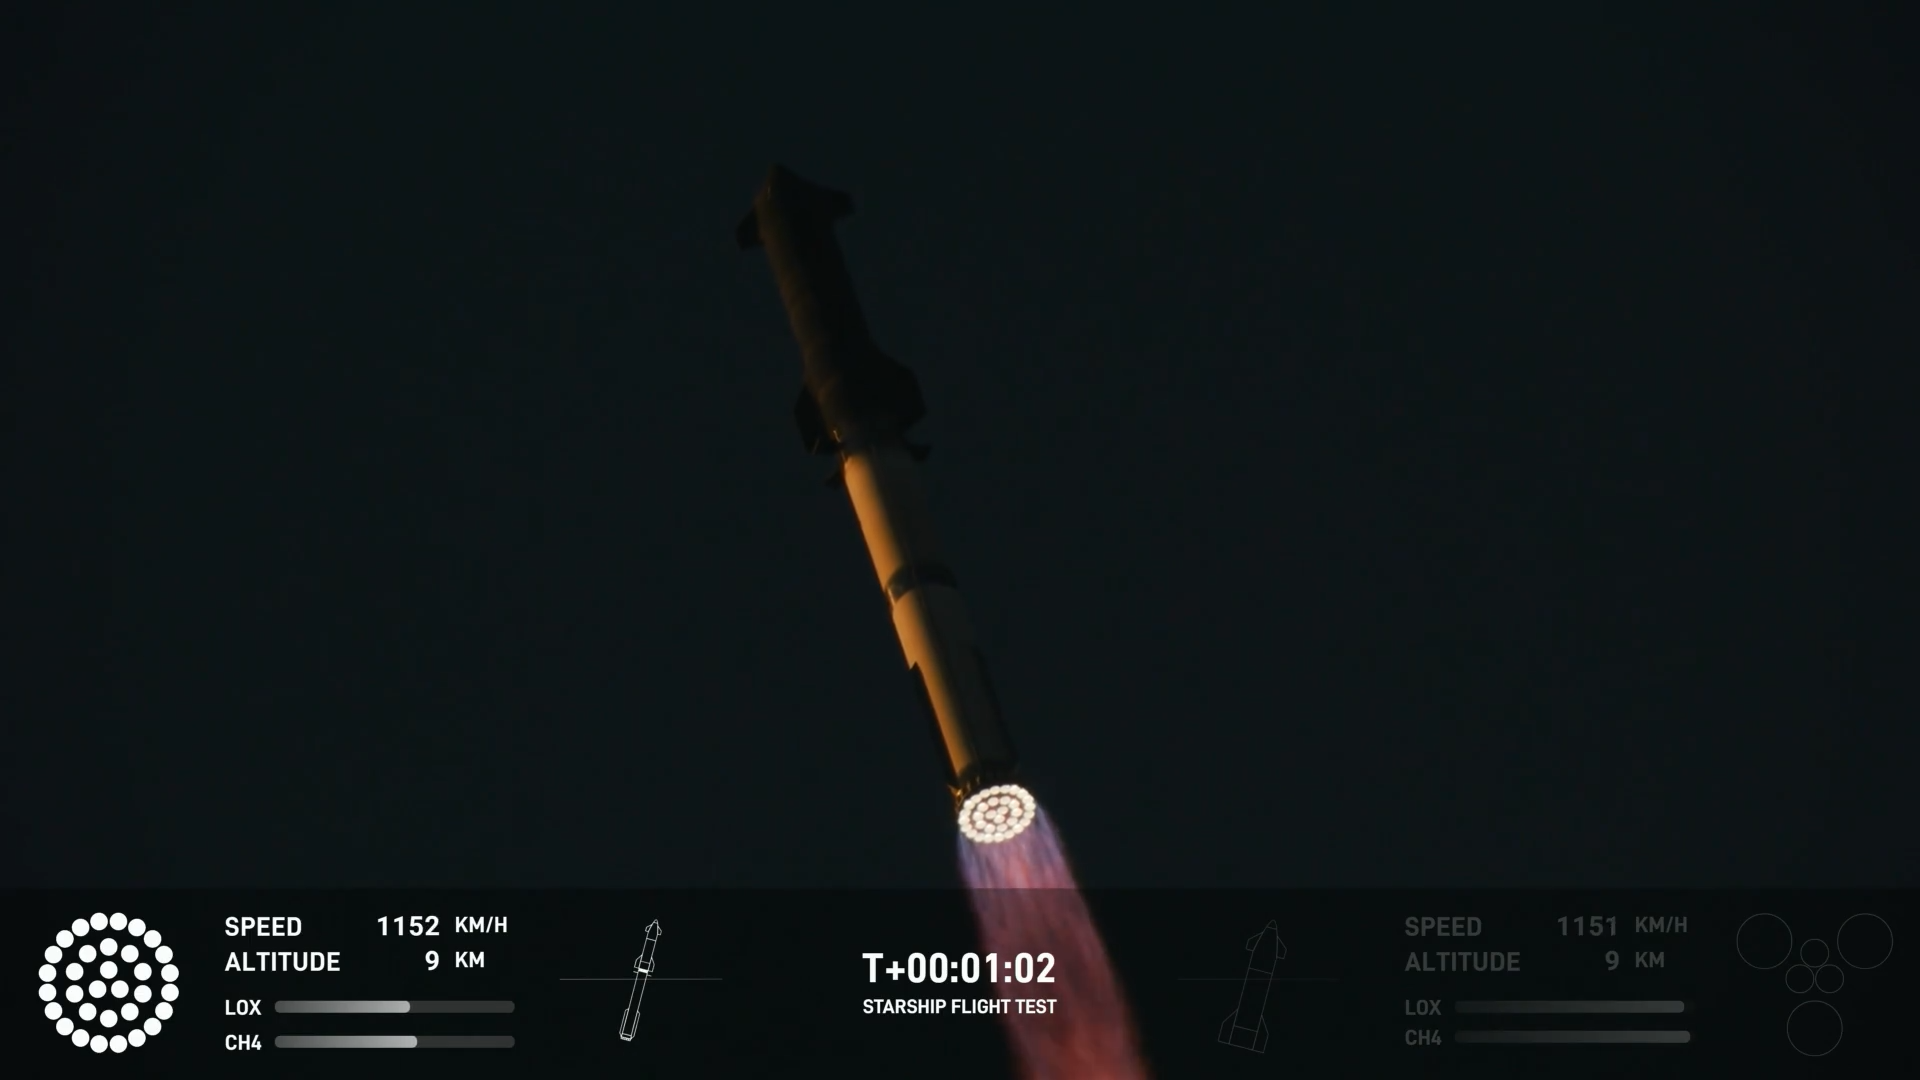 SPEED 1152 KM/H
ALTITUDE 9 KM
LOX
CH4
T+00:01:02
STARSHIP FLIGHT TEST
SPEED 1151 KM/H
ALTITUDE 9 KM
LOX
CH4